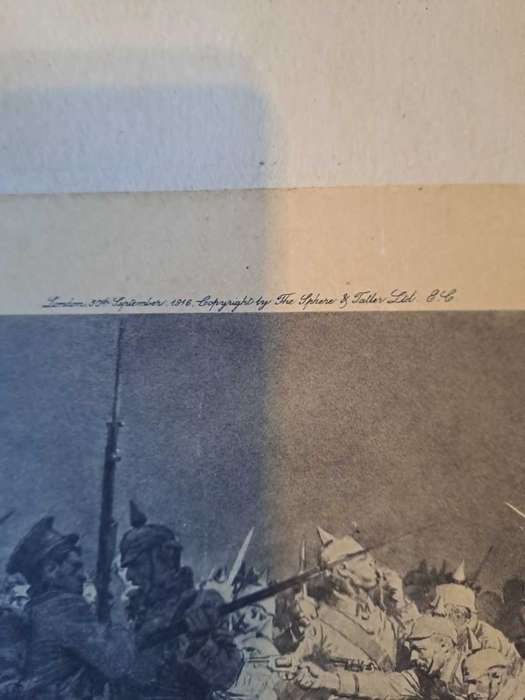 London, 30th September, 1916. Copyright by The Sphere & Tatler Ltd. E.C